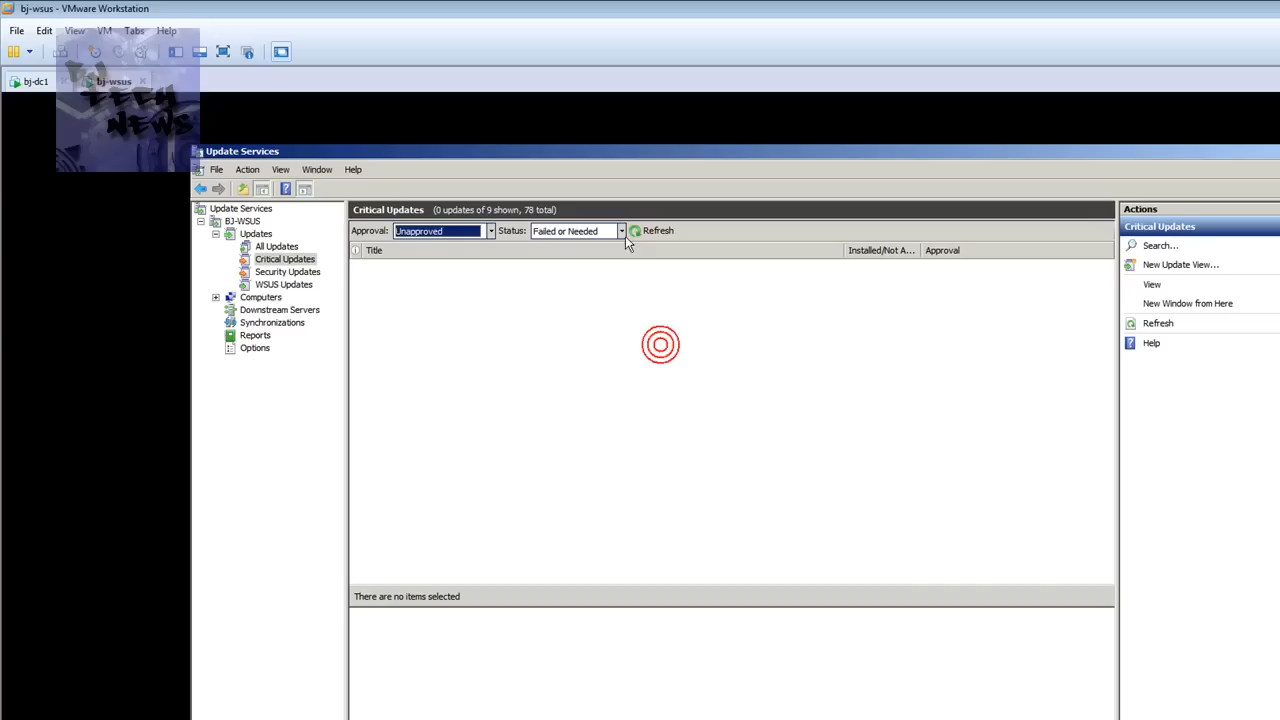 bj-wsus - VMware Workstation
File Edit View VM Tabs Help
bj-dc1 bj-wsus
BJ
TECH
NEWS
Update Services
File Action View Window Help
Update Services
BJ-WSUS
Updates
All Updates
Critical Updates
Security Updates
WSUS Updates
Computers
Downstream Servers
Synchronizations
Reports
Options
Critical Updates (0 updates of 9 shown, 78 total)
Approval: Unapproved Status: Failed or Needed Refresh
Title Installed/Not A... Approval
There are no items selected
Actions
Critical Updates
Search...
New Update View...
View
New Window from Here
Refresh
Help